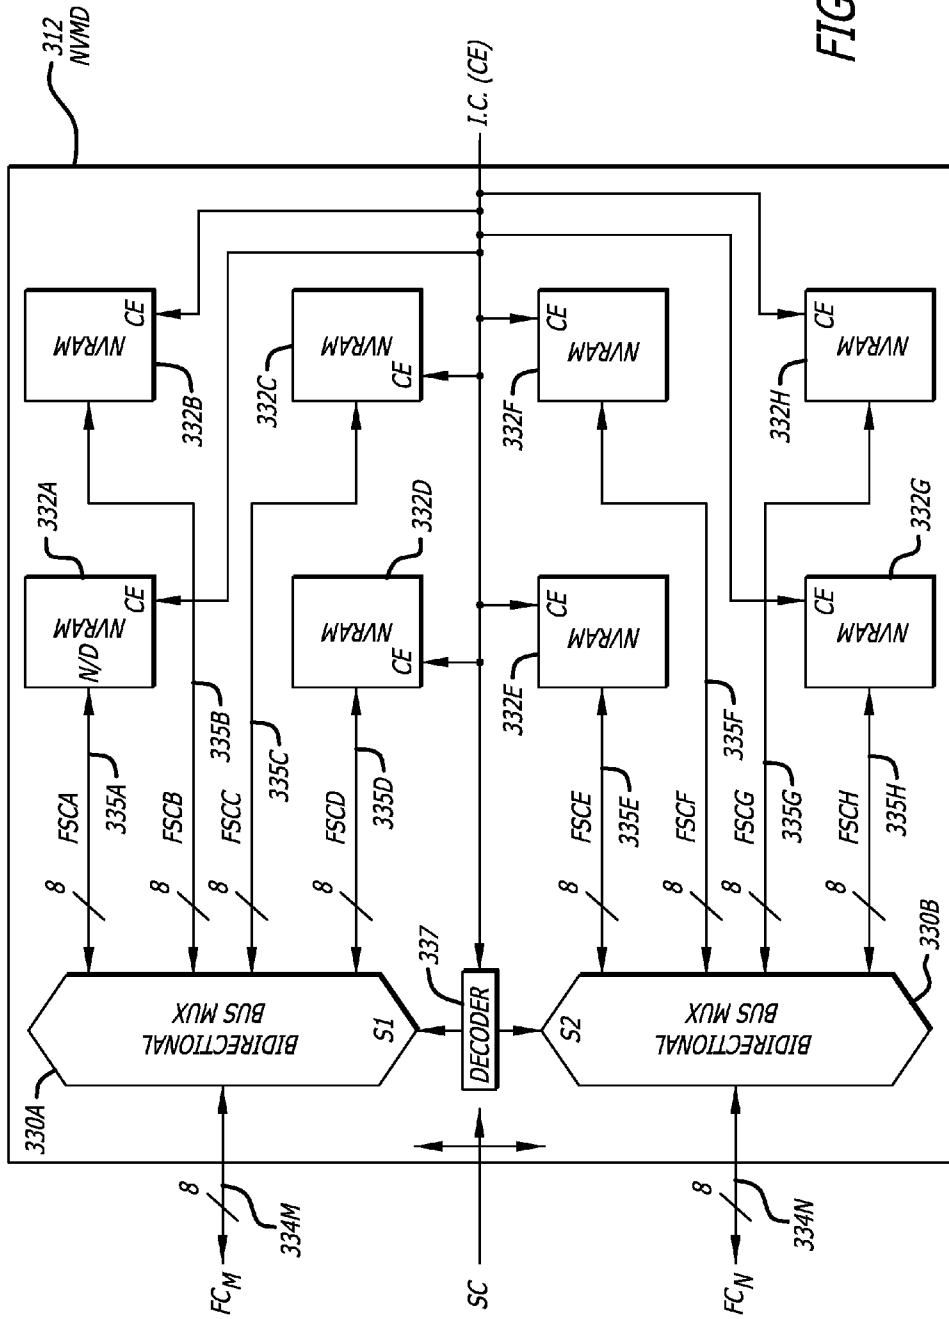 312
NVMD
FIG
I.C. (CE)
NVRAM
CE
332B
NVRAM
CE
332C
CE
NVRAM
332F
CE
NVRAM
332H
332A
NVRAM
N/D
CE
332D
NVRAM
CE
CE
NVRAM
332E
332G
CE
NVRAM
FSCA
335A
8
FSCB
335B
8
FSCC
335C
8
FSCD
335D
8
FSCE
335E
8
FSCF
335F
8
FSCG
335G
8
FSCH
335H
8
330A
BIDIRECTIONAL
BUS MUX
S1
337
DECODER
S2
BIDIRECTIONAL
BUS MUX
330B
8
334M
FCM
SC
8
334N
FCN